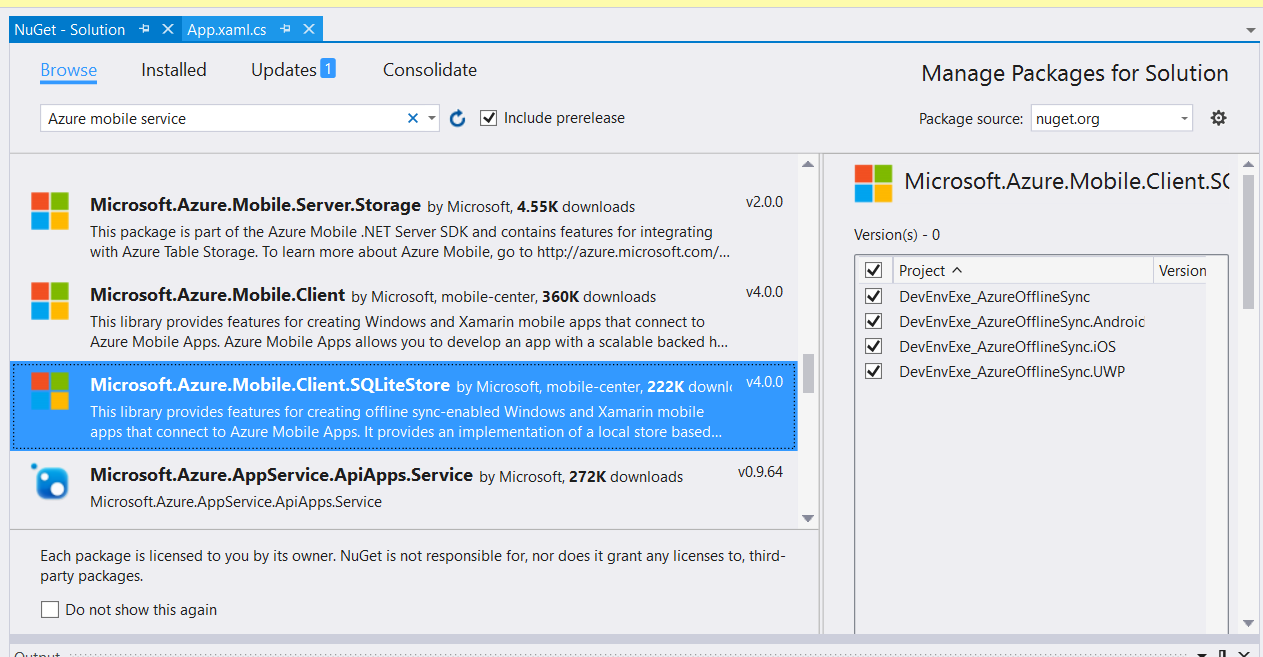 NuGet - Solution App.xaml.cs
Browse Installed Updates 1 Consolidate
Manage Packages for Solution
Azure mobile service
Include prerelease
Package source: nuget.org
Microsoft.Azure.Mobile.Server.Storage by Microsoft, 4.55K downloads v2.0.0
This package is part of the Azure Mobile .NET Server SDK and contains features for integrating
with Azure Table Storage. To learn more about Azure Mobile, go to http://azure.microsoft.com/...
Microsoft.Azure.Mobile.Client by Microsoft, mobile-center, 360K downloads v4.0.0
This library provides features for creating Windows and Xamarin mobile apps that connect to
Azure Mobile Apps. Azure Mobile Apps allows you to develop an app with a scalable backed h...
Microsoft.Azure.Mobile.Client.SQLiteStore by Microsoft, mobile-center, 222K downl v4.0.0
This library provides features for creating offline sync-enabled Windows and Xamarin mobile
apps that connect to Azure Mobile Apps. It provides an implementation of a local store based...
Microsoft.Azure.AppService.ApiApps.Service by Microsoft, 272K downloads v0.9.64
Microsoft.Azure.AppService.ApiApps.Service
Each package is licensed to you by its owner. NuGet is not responsible for, nor does it grant any licenses to, third-
party packages.
Do not show this again
Microsoft.Azure.Mobile.Client.SQ
Version(s) - 0
Project Version
DevEnvExe_AzureOfflineSync
DevEnvExe_AzureOfflineSync.Android
DevEnvExe_AzureOfflineSync.iOS
DevEnvExe_AzureOfflineSync.UWP
Output